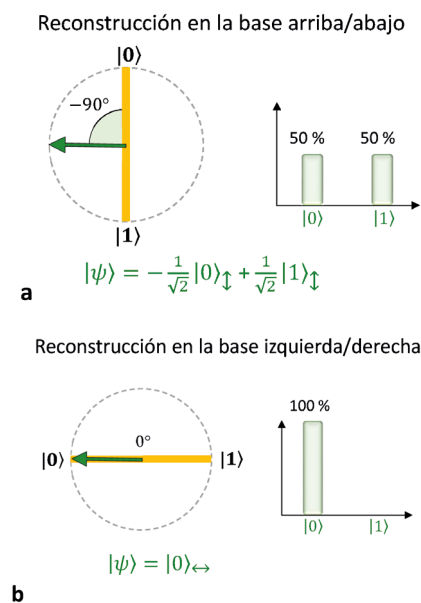 Reconstrucción en la base arriba/abajo
|0⟩
−90°
50 % 50 %
|1⟩
|0⟩ |1⟩
|ψ⟩ = − 1/√2 |0⟩↕ + 1/√2 |1⟩↕
a
Reconstrucción en la base izquierda/derecha
100 %
0°
|0⟩ |1⟩
|0⟩ |1⟩
|ψ⟩ = |0⟩↔
b